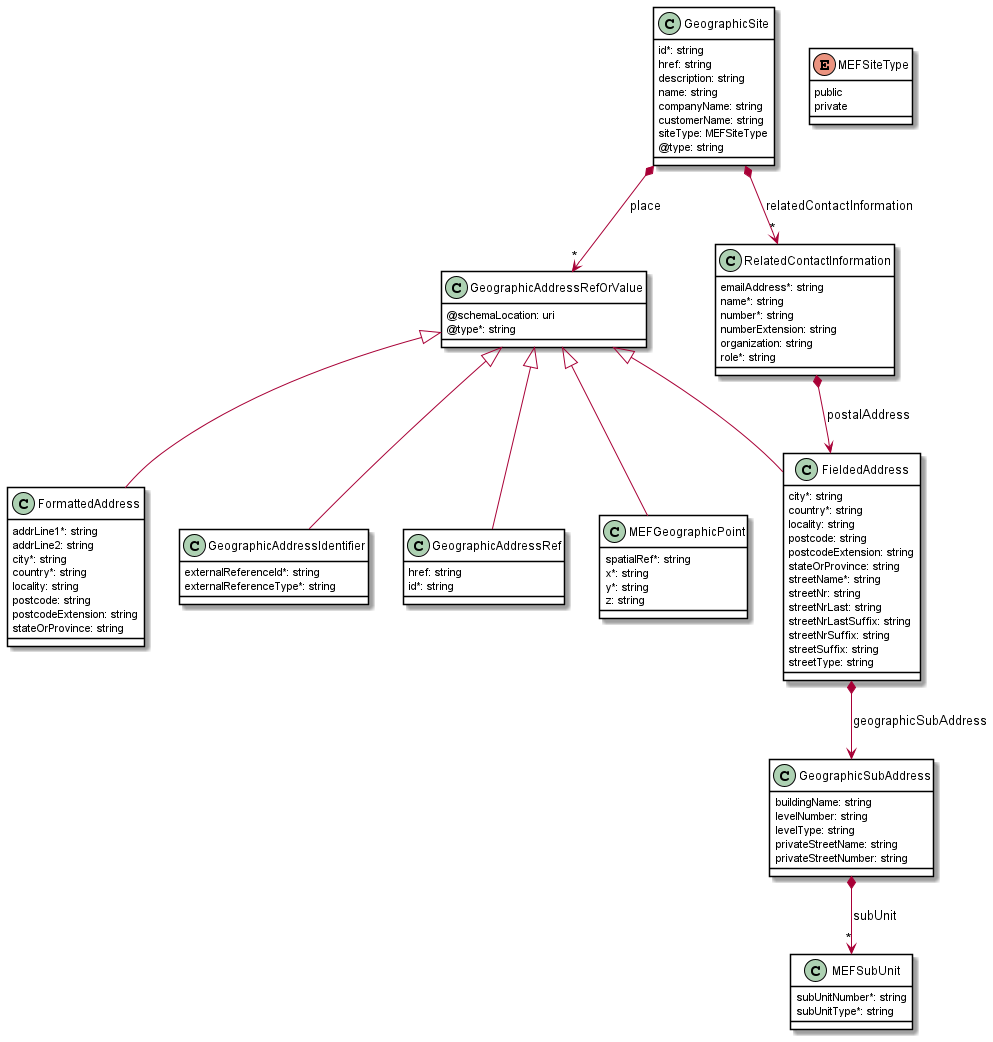 C GeographicSite
id*: string
href: string
description: string
name: string
companyName: string
customerName: string
siteType: MEFSiteType
@type: string
E MEFSiteType
public
private
place
*
relatedContactInformation
*
C GeographicAddressRefOrValue
@schemaLocation: uri
@type*: string
C RelatedContactInformation
emailAddress*: string
name*: string
number*: string
numberExtension: string
organization: string
role*: string
postalAddress
C FormattedAddress
addrLine1*: string
addrLine2: string
city*: string
country*: string
locality: string
postcode: string
postcodeExtension: string
stateOrProvince: string
C GeographicAddressIdentifier
externalReferenceId*: string
externalReferenceType*: string
C GeographicAddressRef
href: string
id*: string
C MEFGeographicPoint
spatialRef*: string
x*: string
y*: string
z: string
C FieldedAddress
city*: string
country*: string
locality: string
postcode: string
postcodeExtension: string
stateOrProvince: string
streetName*: string
streetNr: string
streetNrLast: string
streetNrLastSuffix: string
streetNrSuffix: string
streetSuffix: string
streetType: string
geographicSubAddress
C GeographicSubAddress
buildingName: string
levelNumber: string
levelType: string
privateStreetName: string
privateStreetNumber: string
subUnit
*
C MEFSubUnit
subUnitNumber*: string
subUnitType*: string